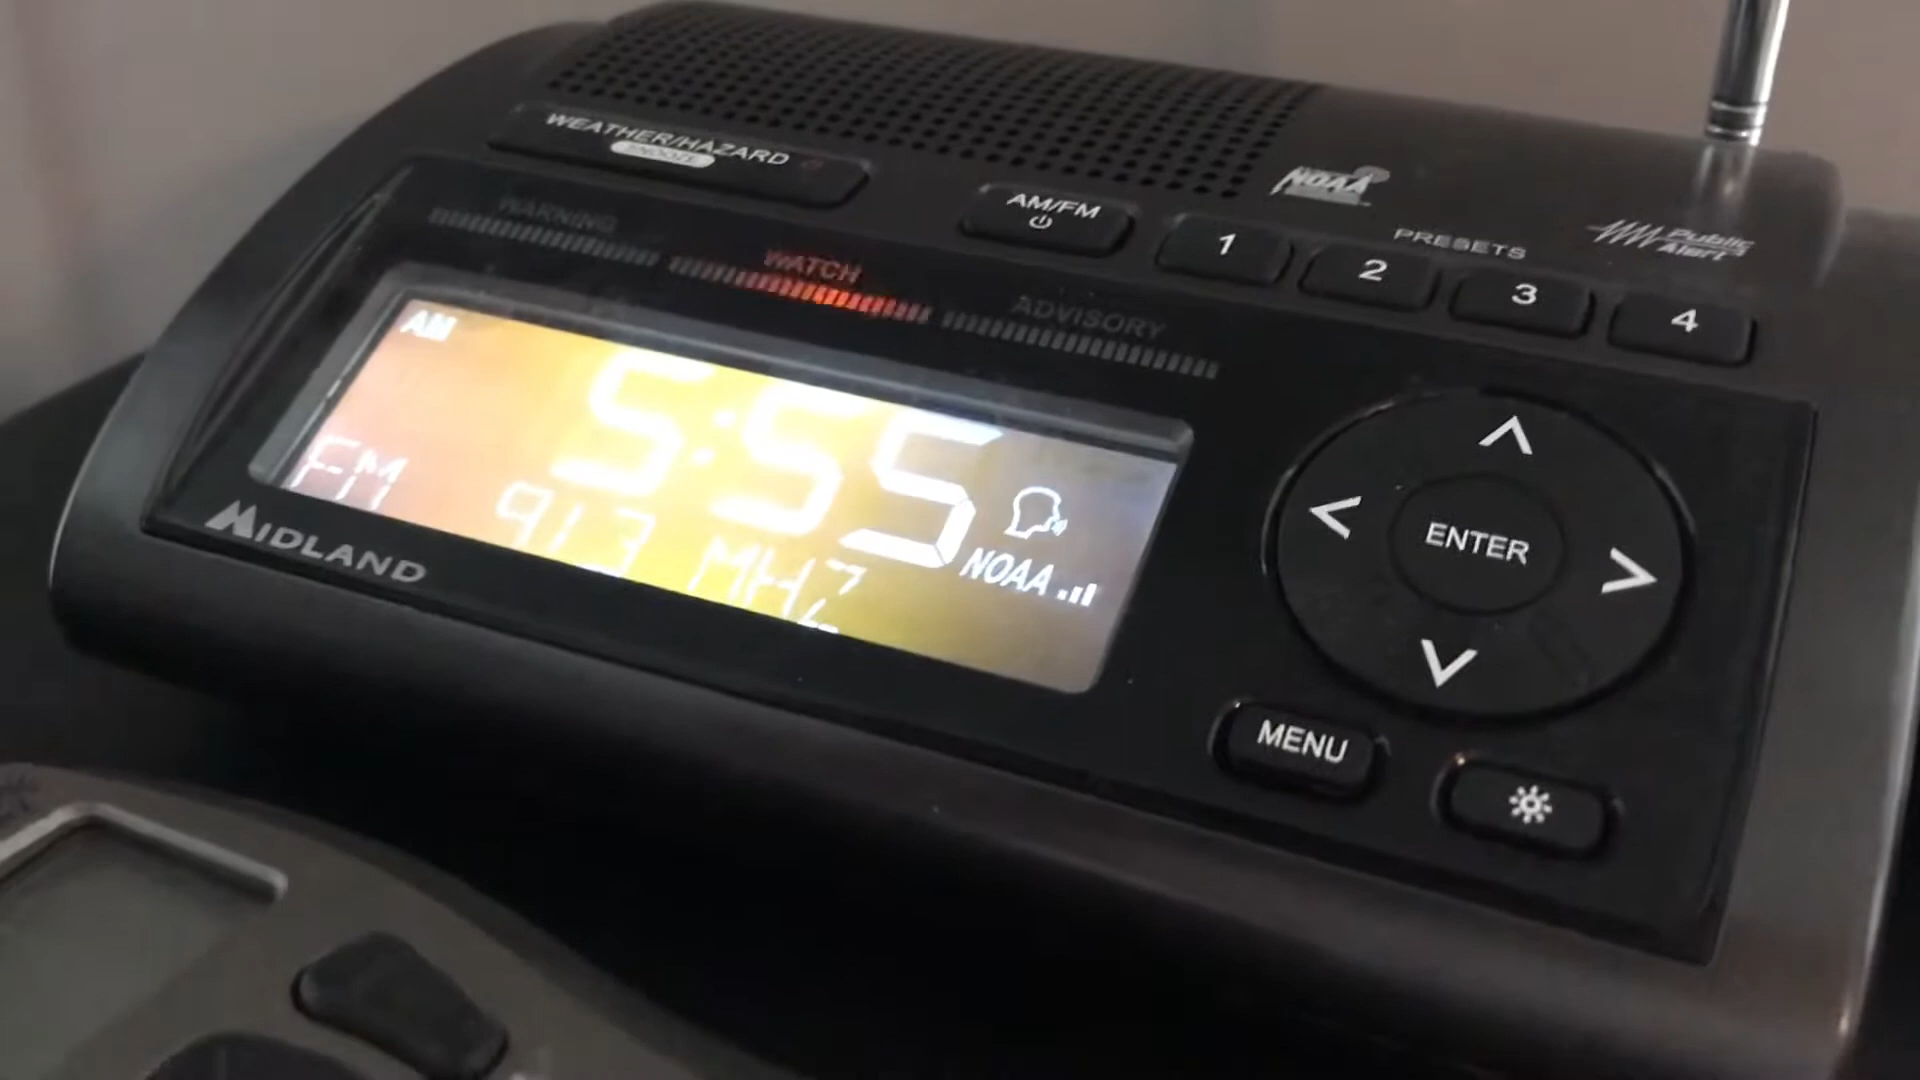 WEATHER/HAZARD
SNOOZE
AM/FM
NOAA
PRESETS
Public
Alert
1
2
3
4
WARNING
WATCH
ADVISORY
AM
5:55
FM 91.3 MHz
NOAA
MIDLAND
ENTER
MENU